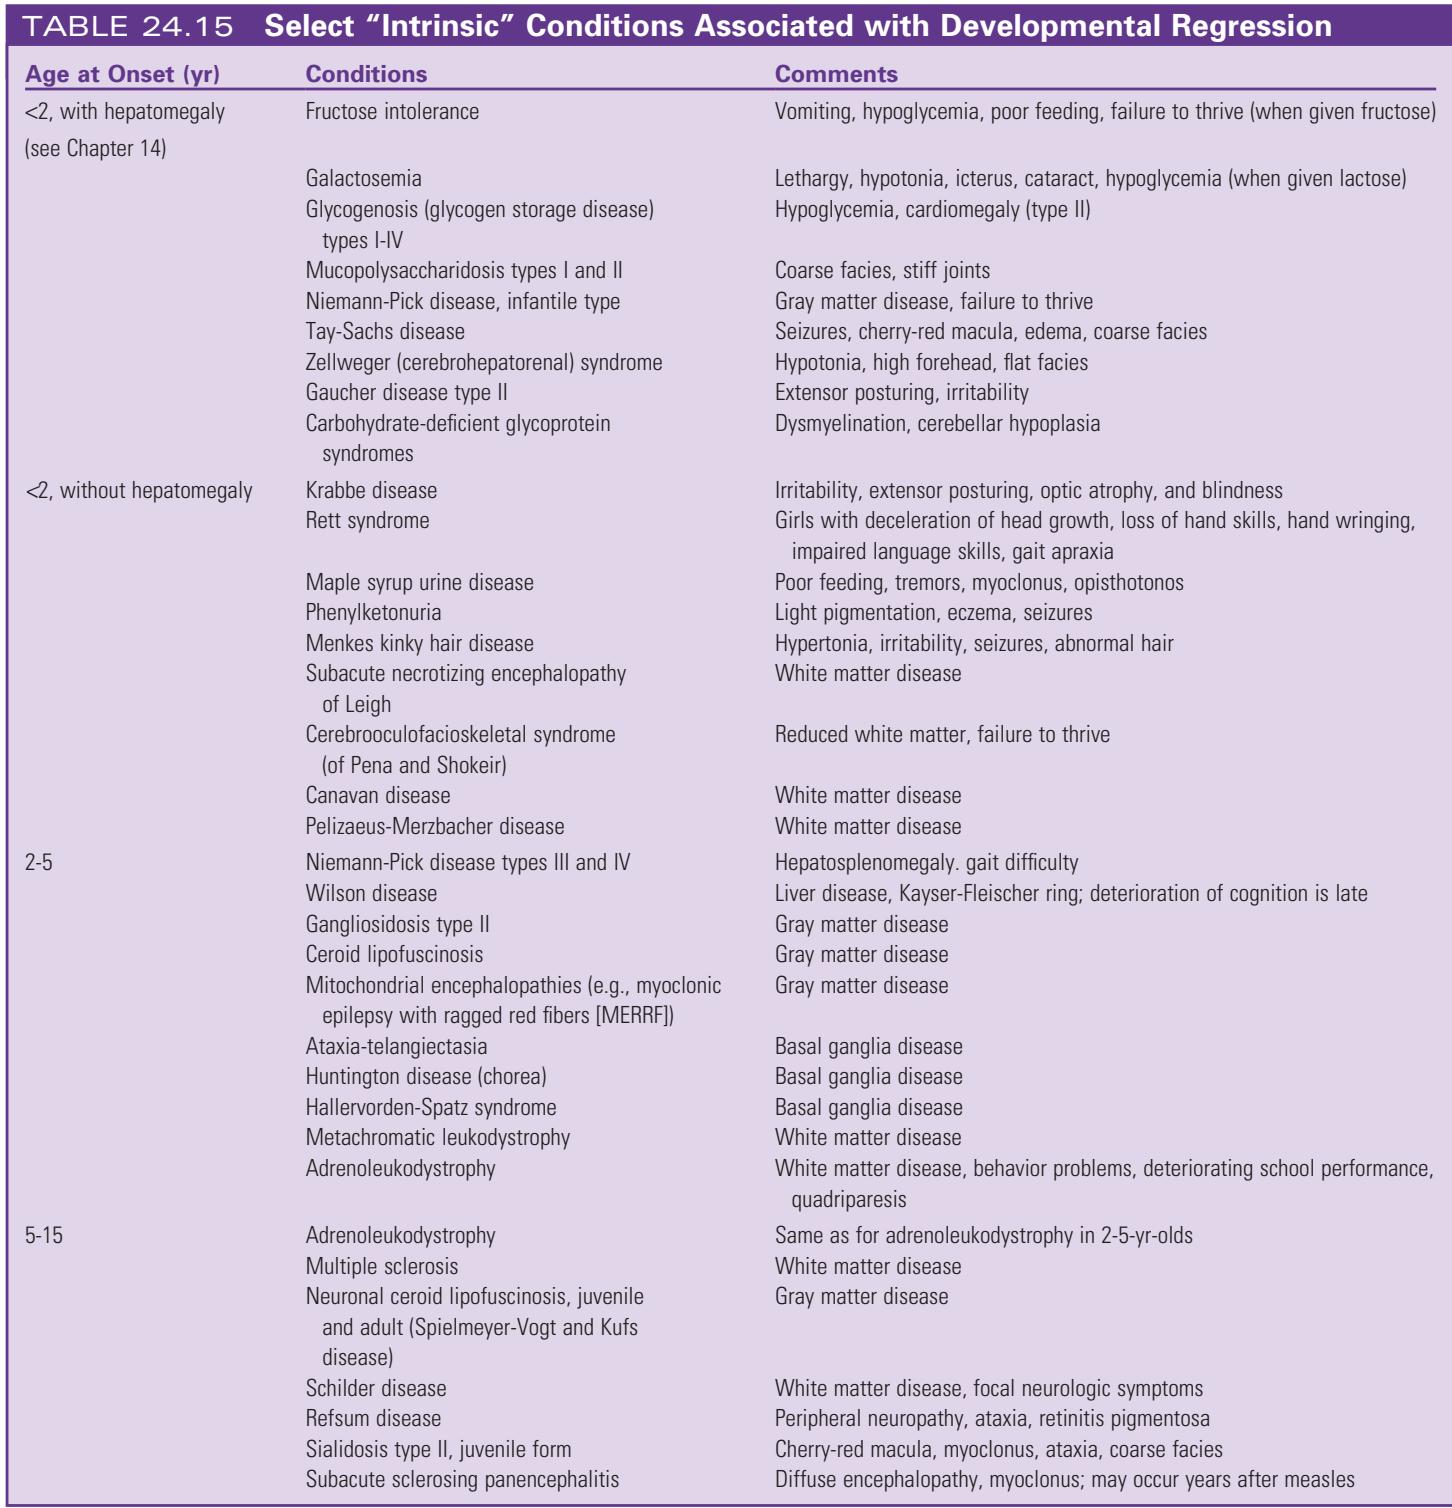 TABLE 24.15 Select “Intrinsic” Conditions Associated with Developmental Regression
Age at Onset (yr) Conditions Comments
<2, with hepatomegaly Fructose intolerance Vomiting, hypoglycemia, poor feeding, failure to thrive (when given fructose)
(see Chapter 14)
Galactosemia Lethargy, hypotonia, icterus, cataract, hypoglycemia (when given lactose)
Glycogenosis (glycogen storage disease) Hypoglycemia, cardiomegaly (type II)
types I-IV
Mucopolysaccharidosis types I and II Coarse facies, stiff joints
Niemann-Pick disease, infantile type Gray matter disease, failure to thrive
Tay-Sachs disease Seizures, cherry-red macula, edema, coarse facies
Zellweger (cerebrohepatorenal) syndrome Hypotonia, high forehead, flat facies
Gaucher disease type II Extensor posturing, irritability
Carbohydrate-deficient glycoprotein Dysmyelination, cerebellar hypoplasia
syndromes
<2, without hepatomegaly Krabbe disease Irritability, extensor posturing, optic atrophy, and blindness
Rett syndrome Girls with deceleration of head growth, loss of hand skills, hand wringing,
impaired language skills, gait apraxia
Maple syrup urine disease Poor feeding, tremors, myoclonus, opisthotonos
Phenylketonuria Light pigmentation, eczema, seizures
Menkes kinky hair disease Hypertonia, irritability, seizures, abnormal hair
Subacute necrotizing encephalopathy White matter disease
of Leigh
Cerebrooculofacioskeletal syndrome Reduced white matter, failure to thrive
(of Pena and Shokeir)
Canavan disease White matter disease
Pelizaeus-Merzbacher disease White matter disease
2-5 Niemann-Pick disease types III and IV Hepatosplenomegaly. gait difficulty
Wilson disease Liver disease, Kayser-Fleischer ring; deterioration of cognition is late
Gangliosidosis type II Gray matter disease
Ceroid lipofuscinosis Gray matter disease
Mitochondrial encephalopathies (e.g., myoclonic Gray matter disease
epilepsy with ragged red fibers [MERRF])
Ataxia-telangiectasia Basal ganglia disease
Huntington disease (chorea) Basal ganglia disease
Hallervorden-Spatz syndrome Basal ganglia disease
Metachromatic leukodystrophy White matter disease
Adrenoleukodystrophy White matter disease, behavior problems, deteriorating school performance,
quadriparesis
5-15 Adrenoleukodystrophy Same as for adrenoleukodystrophy in 2-5-yr-olds
Multiple sclerosis White matter disease
Neuronal ceroid lipofuscinosis, juvenile Gray matter disease
and adult (Spielmeyer-Vogt and Kufs
disease)
Schilder disease White matter disease, focal neurologic symptoms
Refsum disease Peripheral neuropathy, ataxia, retinitis pigmentosa
Sialidosis type II, juvenile form Cherry-red macula, myoclonus, ataxia, coarse facies
Subacute sclerosing panencephalitis Diffuse encephalopathy, myoclonus; may occur years after measles